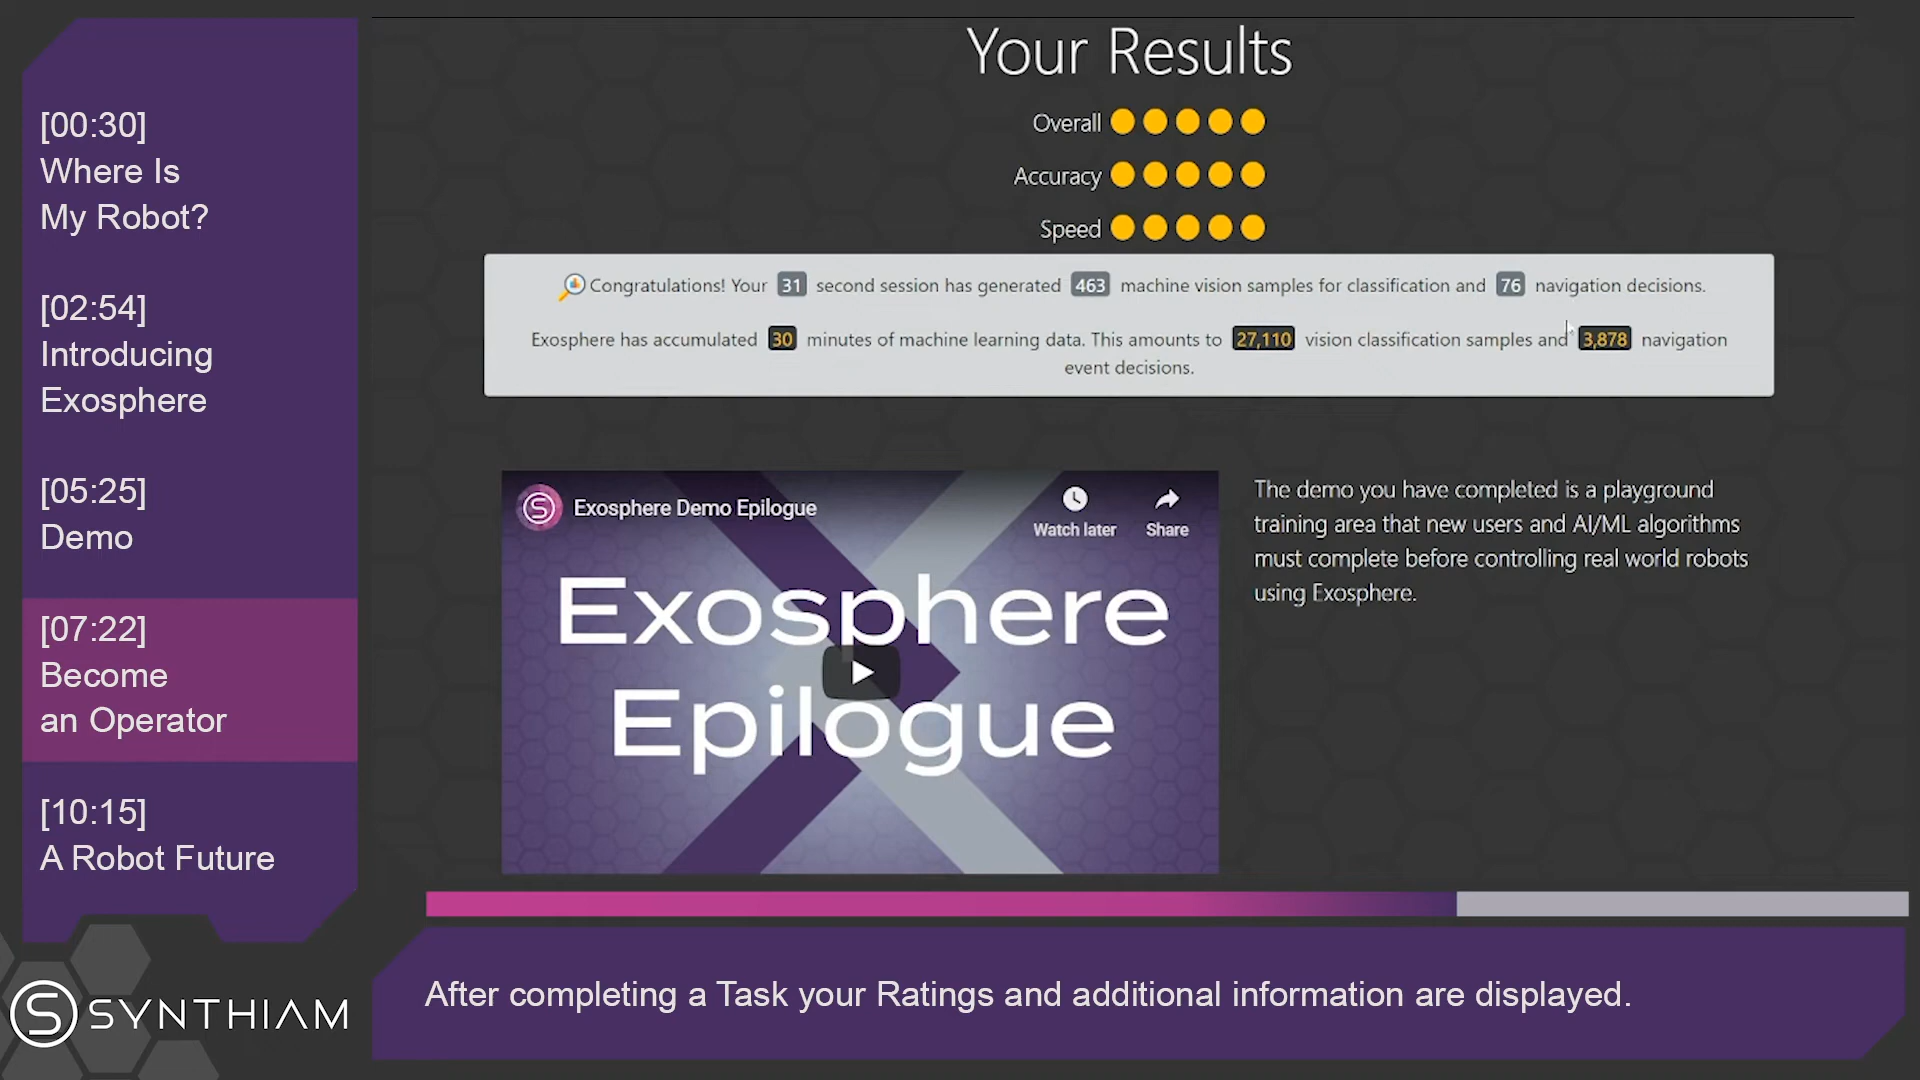 [00:30]
Where Is
My Robot?
[02:54]
Introducing
Exosphere
[05:25]
Demo
[07:22]
Become
an Operator
[10:15]
A Robot Future
SYNTHIAM
Your Results
Overall
Accuracy
Speed
Congratulations! Your 31 second session has generated 463 machine vision samples for classification and 76 navigation decisions.
Exosphere has accumulated 30 minutes of machine learning data. This amounts to 27,110 vision classification samples and 3,878 navigation
event decisions.
Exosphere Demo Epilogue
Watch later
Share
Exosphere
Epilogue
The demo you have completed is a playground
training area that new users and AI/ML algorithms
must complete before controlling real world robots
using Exosphere.
After completing a Task your Ratings and additional information are displayed.